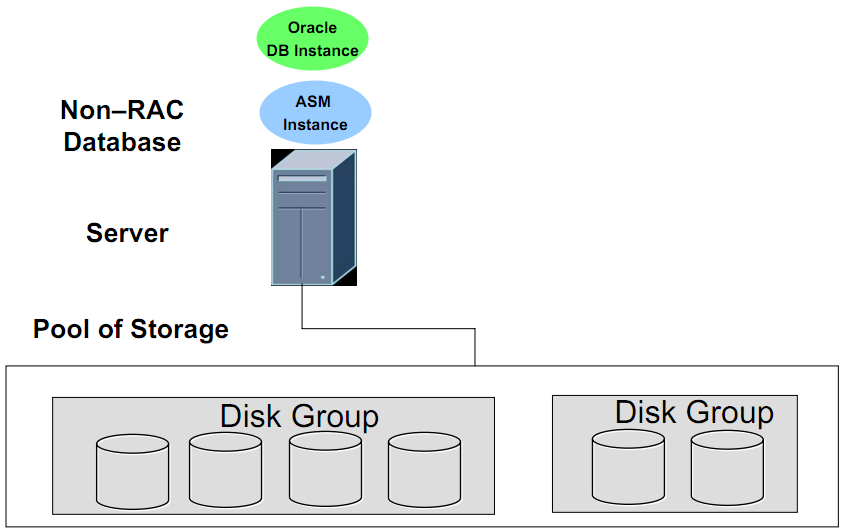 Oracle
DB Instance
ASM
Instance
Non–RAC
Database
Server
Pool of Storage
Disk Group
Disk Group